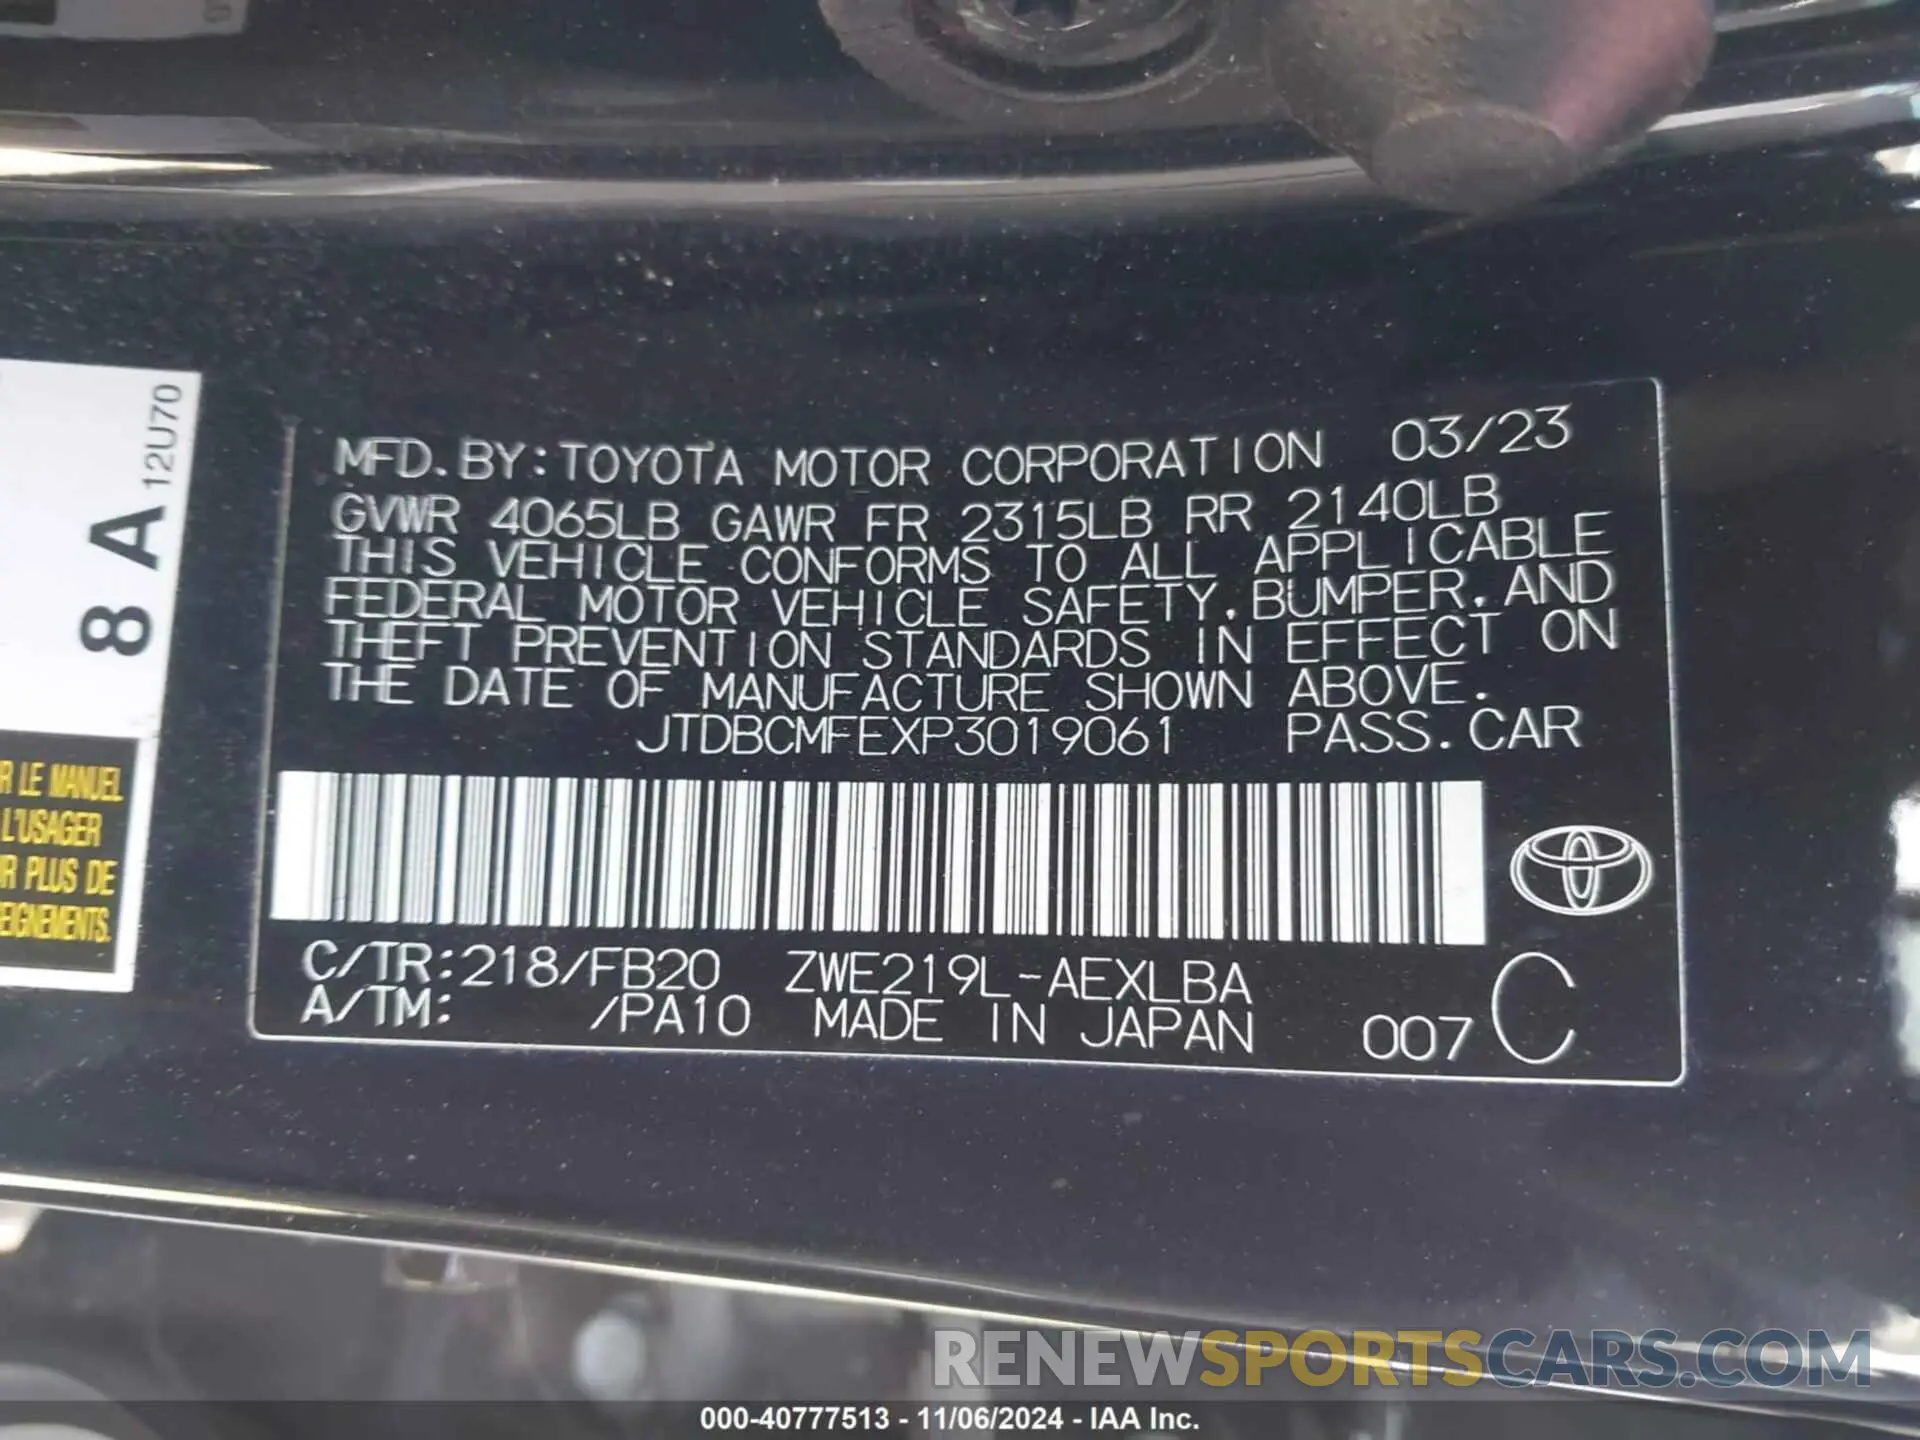 MFD. BY: TOYOTA MOTOR CORPORATION 03/23
GVWR 4065LB GAWR FR 2315LB RR 2140LB
THIS VEHICLE CONFORMS TO ALL APPLICABLE
FEDERAL MOTOR VEHICLE SAFETY, BUMPER, AND
THEFT PREVENTION STANDARDS IN EFFECT ON
THE DATE OF MANUFACTURE SHOWN ABOVE.
JTDBCMFEXP3019061 PASS. CAR
C/TR: 218/FB20 ZWE219L-AEXLBA
A/TM: /PA10 MADE IN JAPAN 007 C
8 A 12U70
LE MANUEL
L'USAGER
PLUS DE
RENEWSPORTSCARS.COM
000-40777513 - 11/06/2024 - IAA Inc.